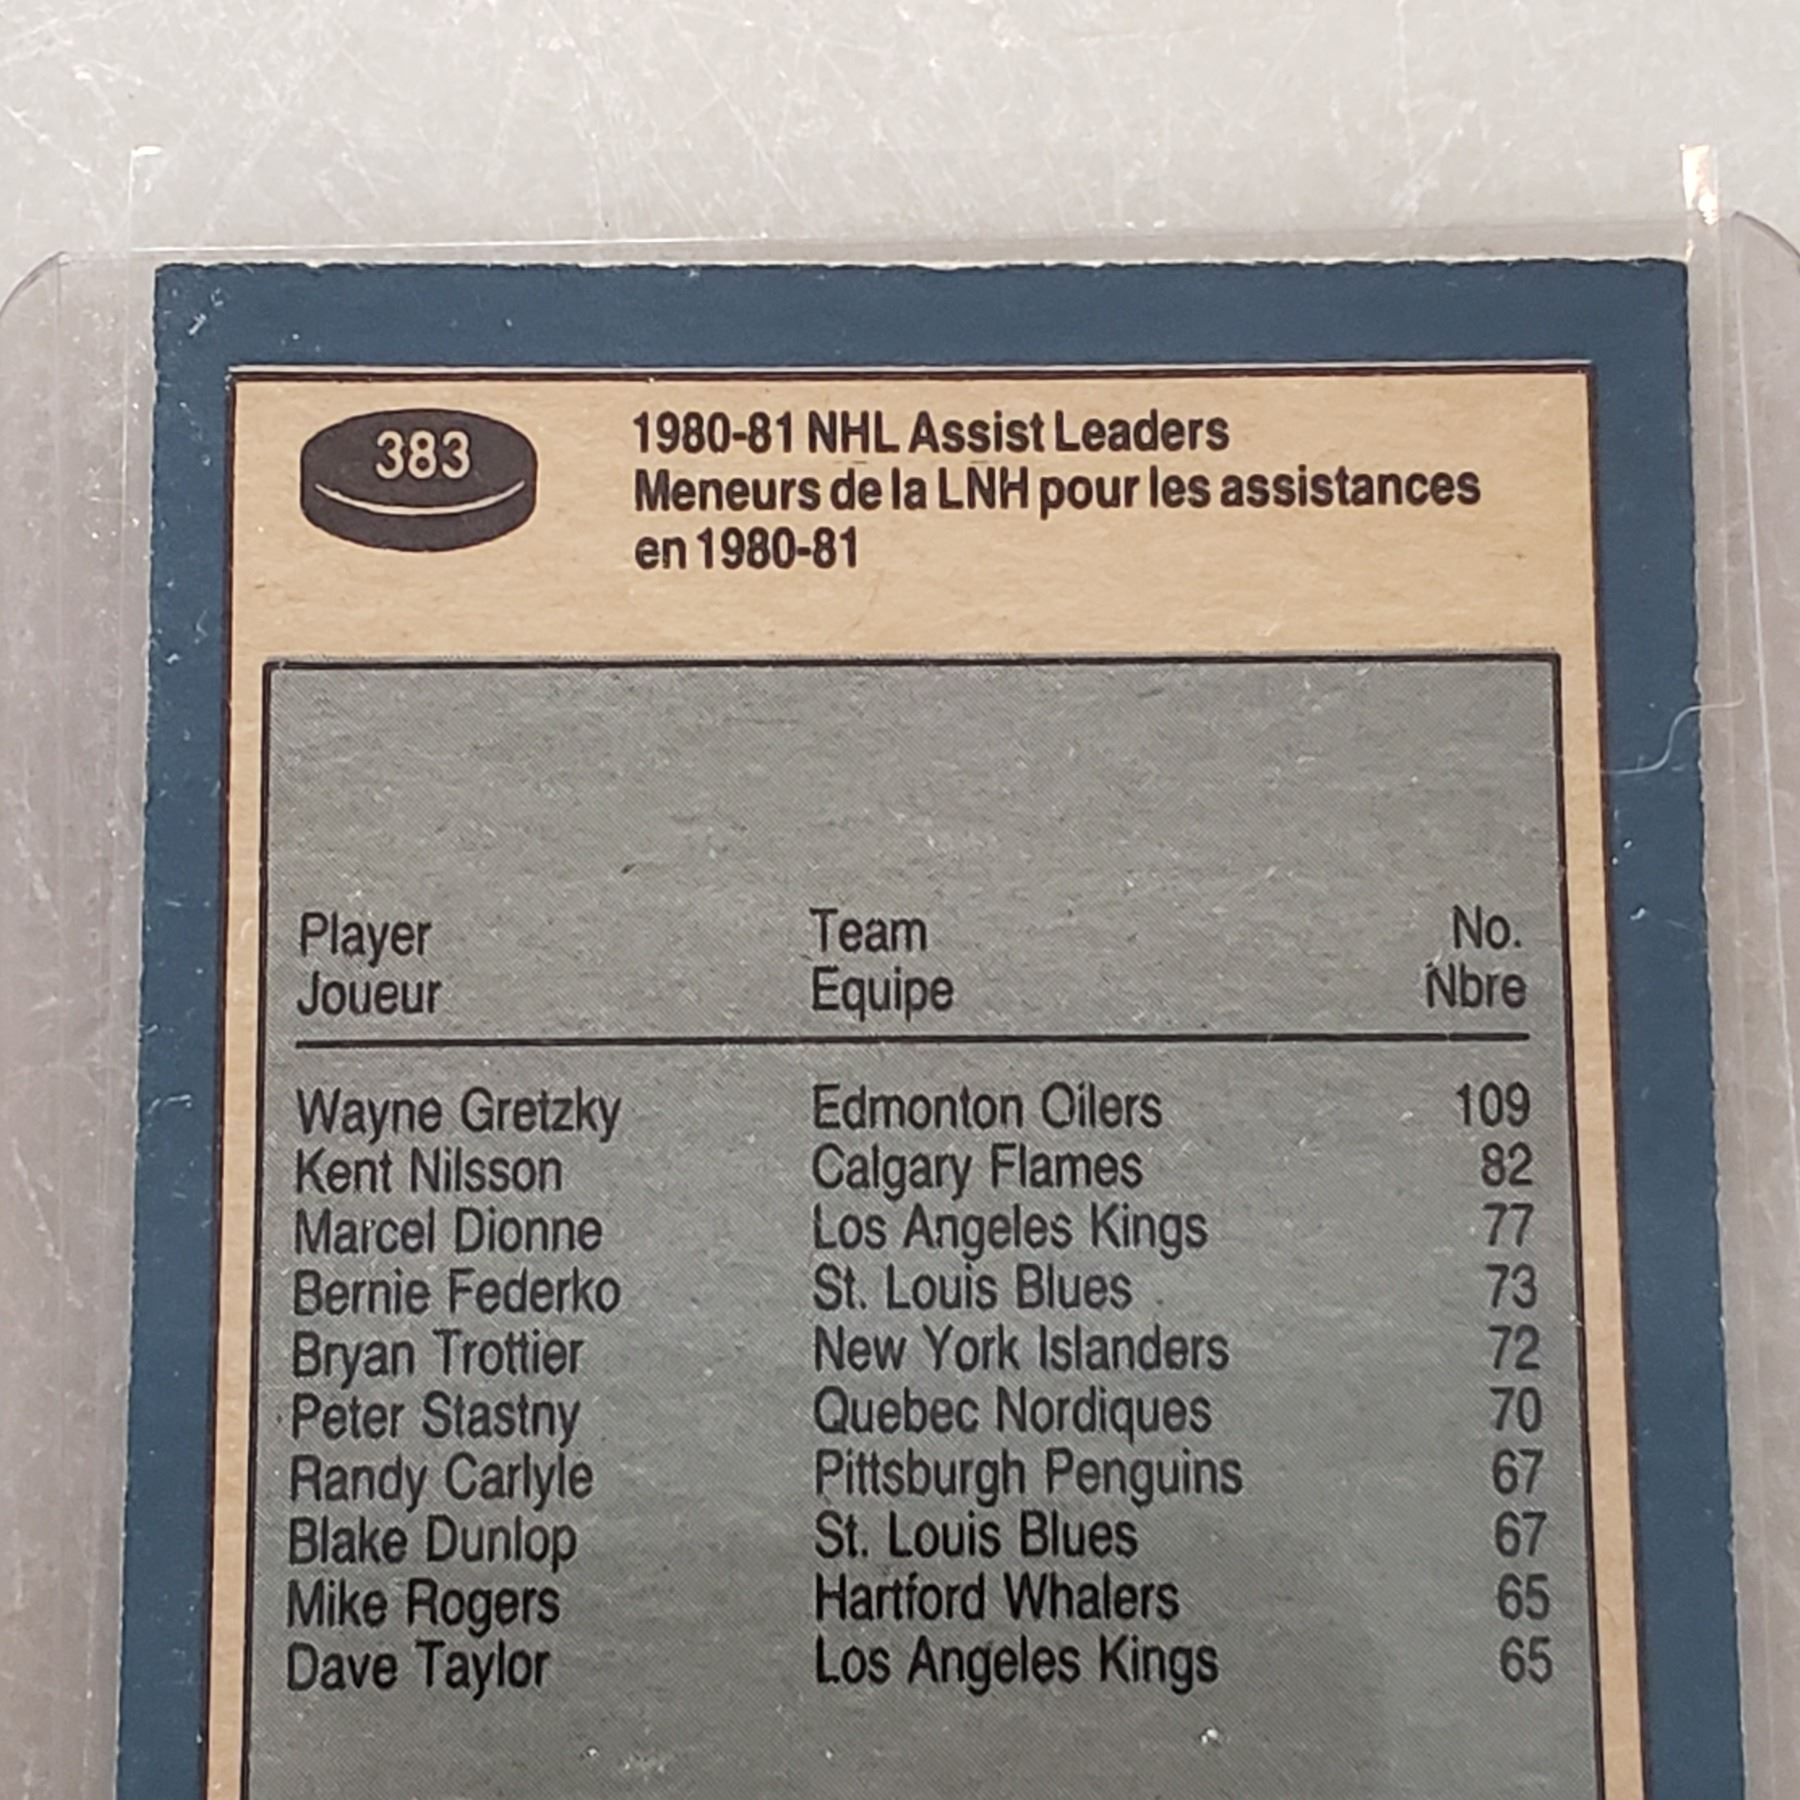 383
1980-81 NHL Assist Leaders
Meneurs de la LNH pour les assistances
en 1980-81
Player Team No.
Joueur Equipe Nbre
Wayne Gretzky Edmonton Oilers 109
Kent Nilsson Calgary Flames 82
Marcel Dionne Los Angeles Kings 77
Bernie Federko St. Louis Blues 73
Bryan Trottier New York Islanders 72
Peter Stastny Quebec Nordiques 70
Randy Carlyle Pittsburgh Penguins 67
Blake Dunlop St. Louis Blues 67
Mike Rogers Hartford Whalers 65
Dave Taylor Los Angeles Kings 65